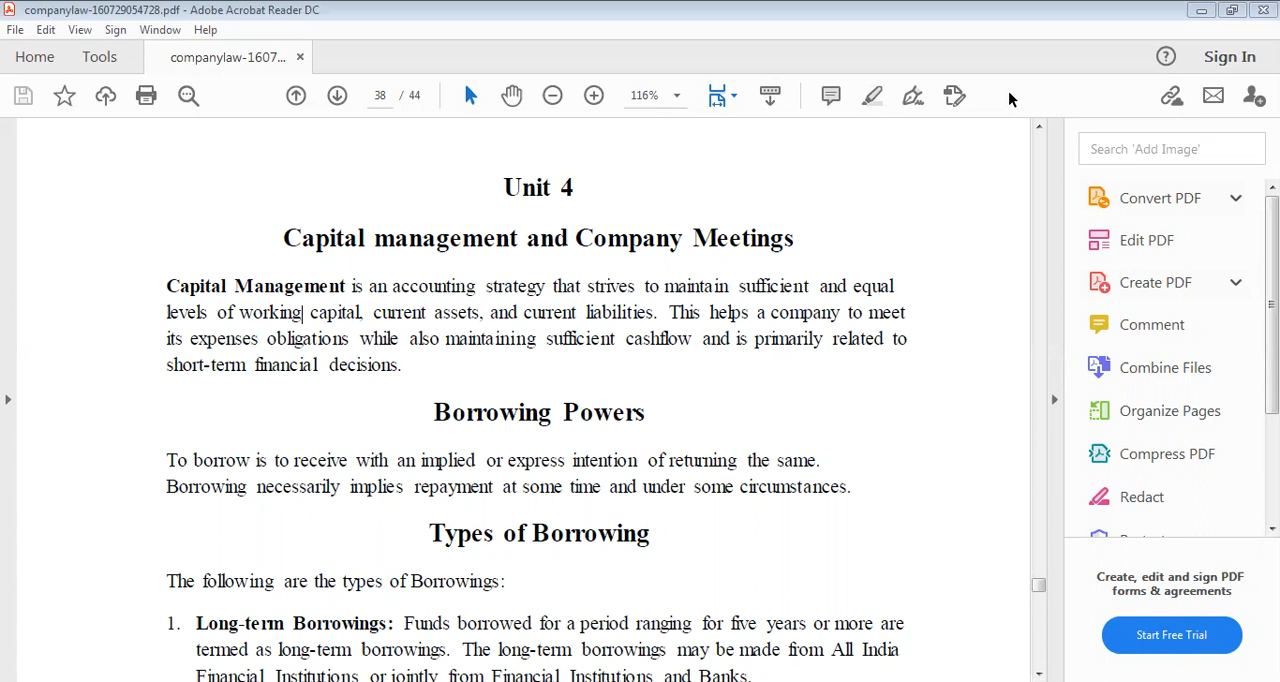 companylaw-160729054728.pdf - Adobe Acrobat Reader DC
File Edit View Sign Window Help
Home Tools companylaw-1607... × Sign In
38 / 44 116%
Search 'Add Image'
Unit 4
Capital management and Company Meetings
Capital Management is an accounting strategy that strives to maintain sufficient and equal
levels of working capital, current assets, and current liabilities. This helps a company to meet
its expenses obligations while also maintaining sufficient cashflow and is primarily related to
short-term financial decisions.
Borrowing Powers
To borrow is to receive with an implied or express intention of returning the same.
Borrowing necessarily implies repayment at some time and under some circumstances.
Types of Borrowing
The following are the types of Borrowings:
1. Long-term Borrowings: Funds borrowed for a period ranging for five years or more are
termed as long-term borrowings. The long-term borrowings may be made from All India
Financial Institutions or jointly from Financial Institutions and Banks.
Convert PDF
Edit PDF
Create PDF
Comment
Combine Files
Organize Pages
Compress PDF
Redact
Create, edit and sign PDF
forms & agreements
Start Free Trial